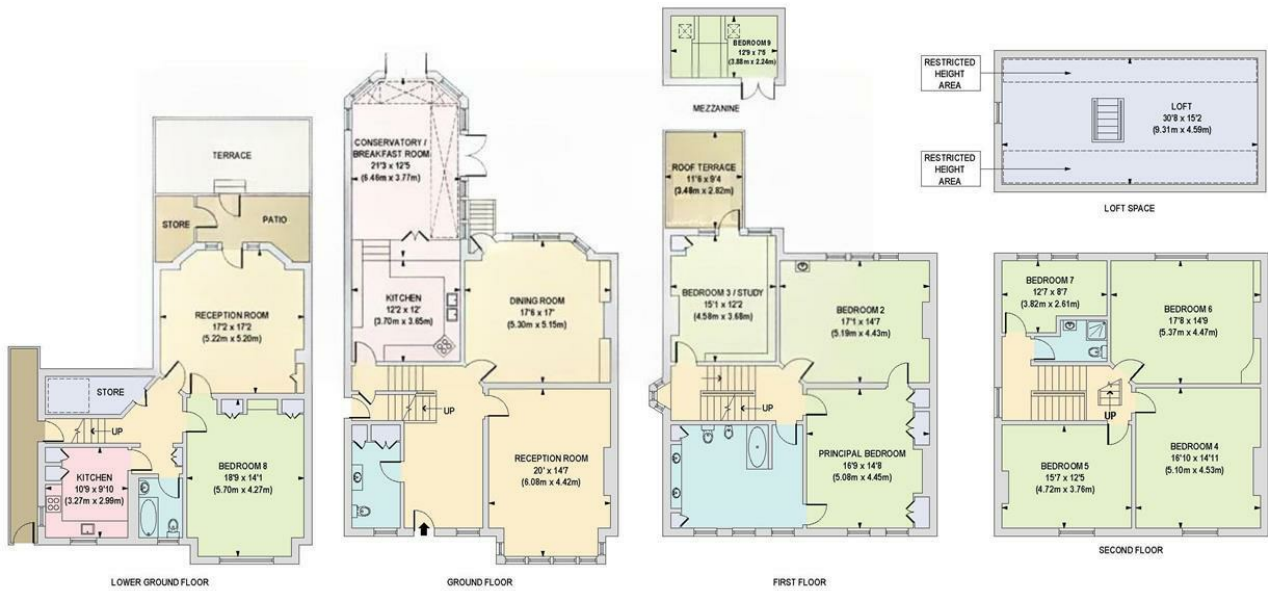 TERRACE
STORE
PATIO
RECEPTION ROOM
17'2 x 17'2
(5.22m x 5.20m)
STORE
UP
KITCHEN
10'9 x 9'10
(3.27m x 2.99m)
BEDROOM 8
18'9 x 14'1
(5.70m x 4.27m)
LOWER GROUND FLOOR
CONSERVATORY /
BREAKFAST ROOM
21'3 x 12'5
(6.46m x 3.77m)
KITCHEN
12'2 x 12'
(3.70m x 3.65m)
DINING ROOM
17'6 x 17'
(5.30m x 5.15m)
UP
RECEPTION ROOM
20' x 14'7
(6.08m x 4.42m)
GROUND FLOOR
BEDROOM 9
12'9 x 7'6
(3.88m x 2.24m)
MEZZANINE
ROOF TERRACE
11'6 x 9'4
(3.48m x 2.82m)
BEDROOM 3 / STUDY
15'1 x 12'2
(4.58m x 3.68m)
BEDROOM 2
17'1 x 14'7
(5.19m x 4.43m)
UP
PRINCIPAL BEDROOM
16'9 x 14'8
(5.08m x 4.45m)
FIRST FLOOR
RESTRICTED
HEIGHT
AREA
LOFT
30'8 x 15'2
(9.31m x 4.59m)
RESTRICTED
HEIGHT
AREA
LOFT SPACE
BEDROOM 7
12'7 x 8'7
(3.82m x 2.61m)
BEDROOM 6
17'8 x 14'9
(5.37m x 4.47m)
UP
BEDROOM 5
15'7 x 12'5
(4.72m x 3.76m)
BEDROOM 4
16'10 x 14'11
(5.10m x 4.53m)
SECOND FLOOR